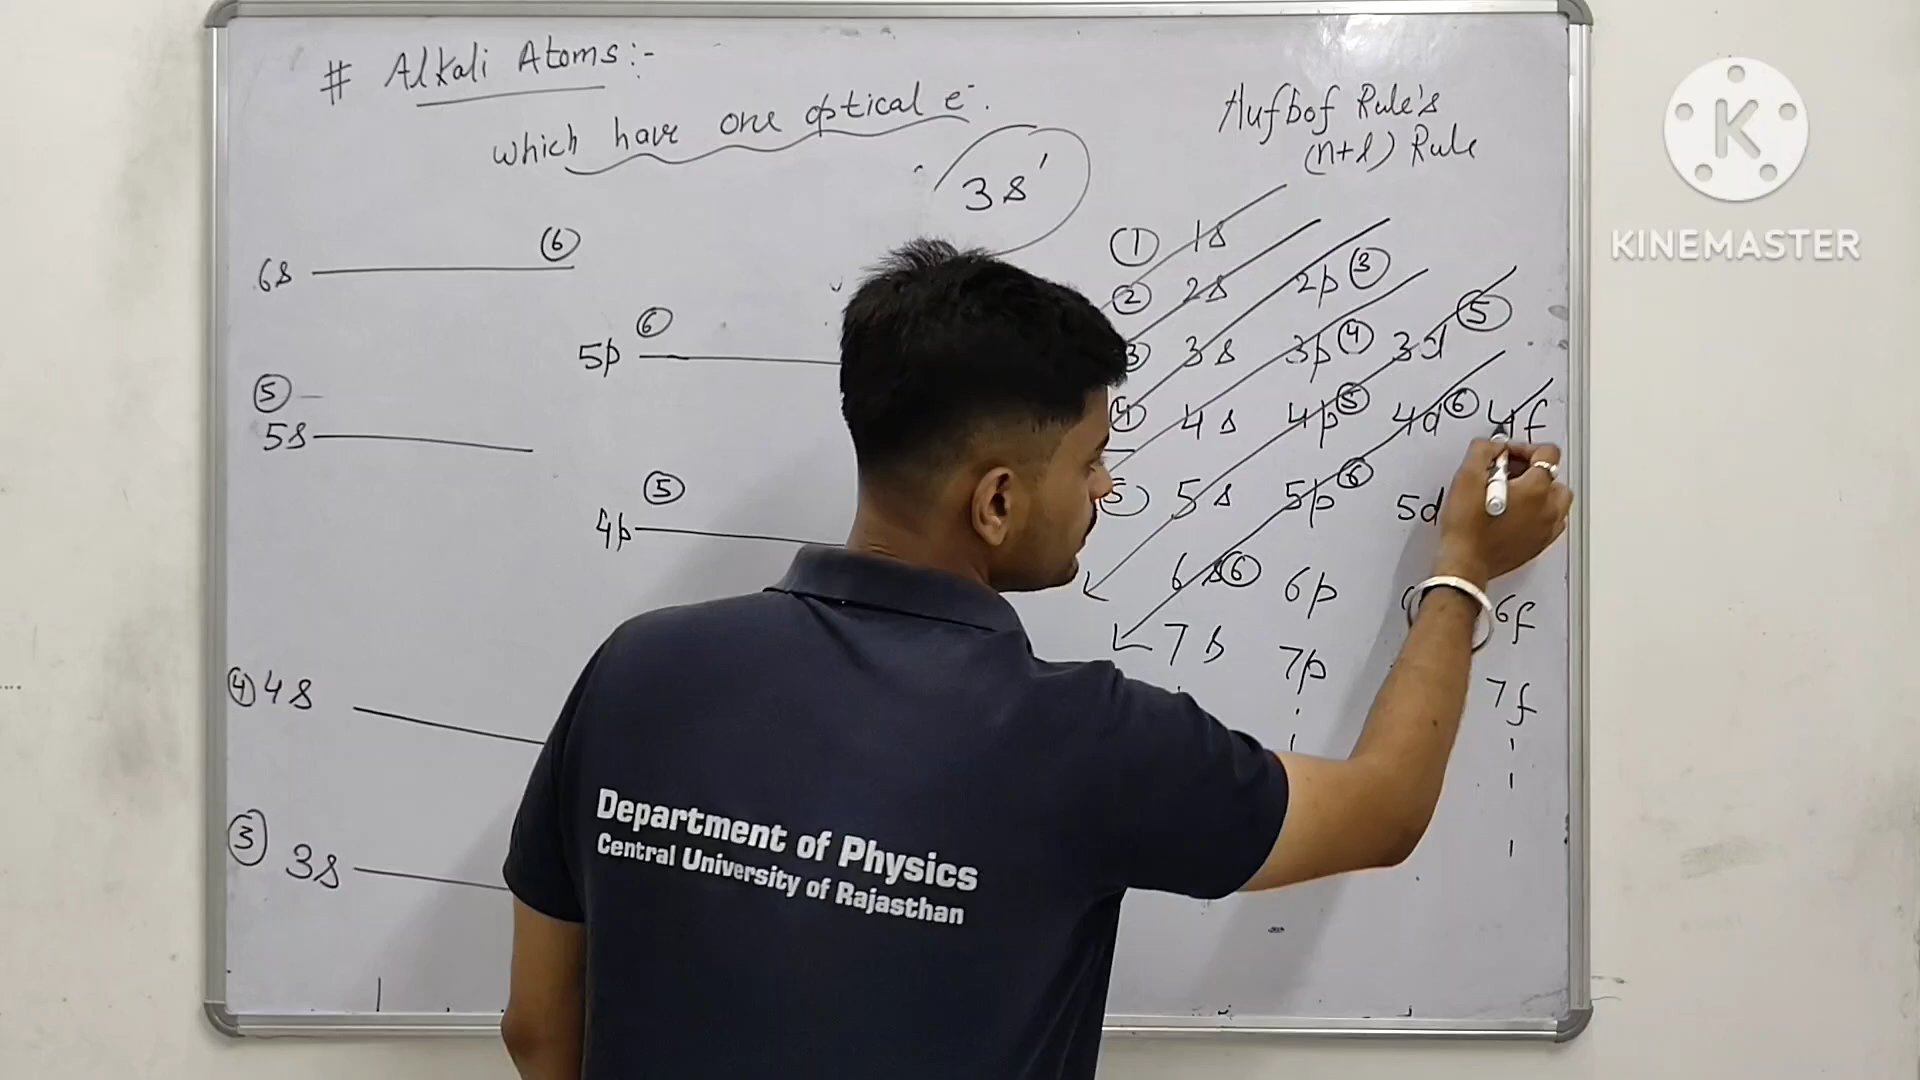 # Alkali Atoms:-
which have one optical e⁻.
3s¹
Aufbof Rule's
(n+l) Rule
6s ⑥
5p ⑥
⑤
5s
4p ⑤
④ 4s
③ 3s
① 1s
② 2s 2p ③
3 3s 3p ④ 3d ⑤
④ 4s 4p ⑤ 4d ⑥ 4f
5 5s 5p ⑥ 5d
6s ⑥ 6p 6f
7s 7p 7f
Department of Physics
Central University of Rajasthan
K
KINEMASTER